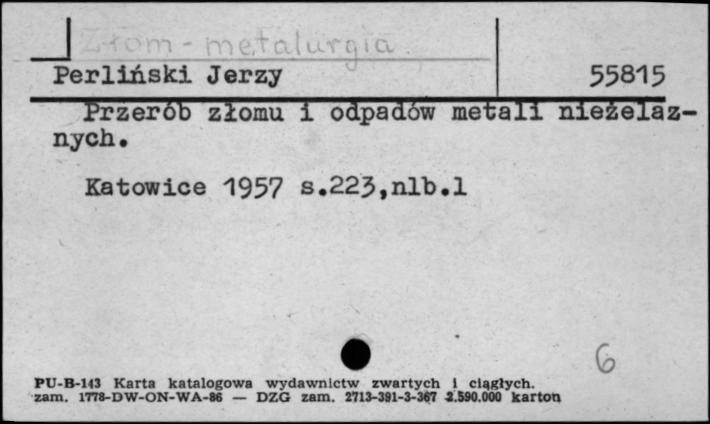 Złom - metalurgia
Perliński Jerzy 55815
Przerób złomu i odpadów metali nieżelaz-
nych.
Katowice 1957 s.223,nlb.1
6
PU-B-143 Karta katalogowa wydawnictw zwartych i ciągłych.
zam. 1778-DW-ON-WA-86 — DZG zam. 2713-391-3-367 2.590.000 karton